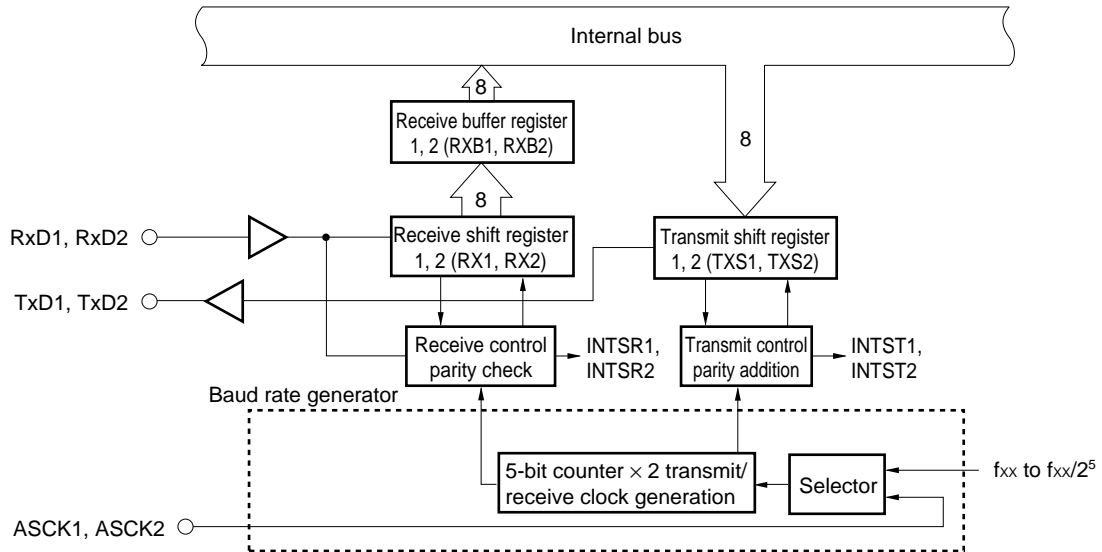 Internal bus
8
Receive buffer register
1, 2 (RXB1, RXB2)
8
8
RxD1, RxD2
Receive shift register
1, 2 (RX1, RX2)
Transmit shift register
1, 2 (TXS1, TXS2)
TxD1, TxD2
Receive control
parity check
INTSR1,
INTSR2
Transmit control
parity addition
INTST1,
INTST2
Baud rate generator
5-bit counter × 2 transmit/
receive clock generation
Selector
fxx to fxx/2⁵
ASCK1, ASCK2